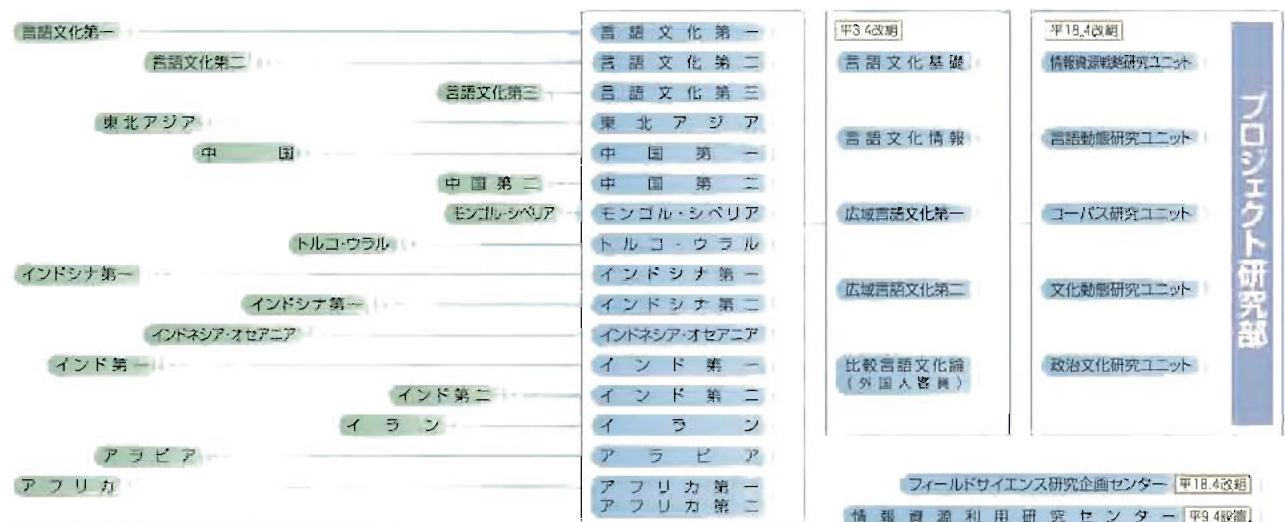 言語文化第一
言語文化第二
言語文化第三
東北アジア
中国
中国第二
モンゴル・シベリア
トルコ・ウラル
インドシナ第一
インドシナ第一
インドネシア・オセアニア
インド第一
インド第二
イラン
アラビア
アフリカ
言語文化第一
言語文化第二
言語文化第三
東北アジア
中国第一
中国第二
モンゴル・シベリア
トルコ・ウラル
インドシナ第一
インドシナ第二
インドネシア・オセアニア
インド第一
インド第二
イラン
アラビア
アフリカ第一
アフリカ第二
平3.4改組
言語文化基礎
言語文化情報
広域言語文化第一
広域言語文化第二
比較言語文化論
(外国人客員)
平18.4改組
情報資源戦略研究ユニット
言語動態研究ユニット
コーパス研究ユニット
文化動態研究ユニット
政治文化研究ユニット
プロジェクト研究部
フィールドサイエンス研究企画センター 平18.4改組
情報資源利用研究センター 平9.4設置